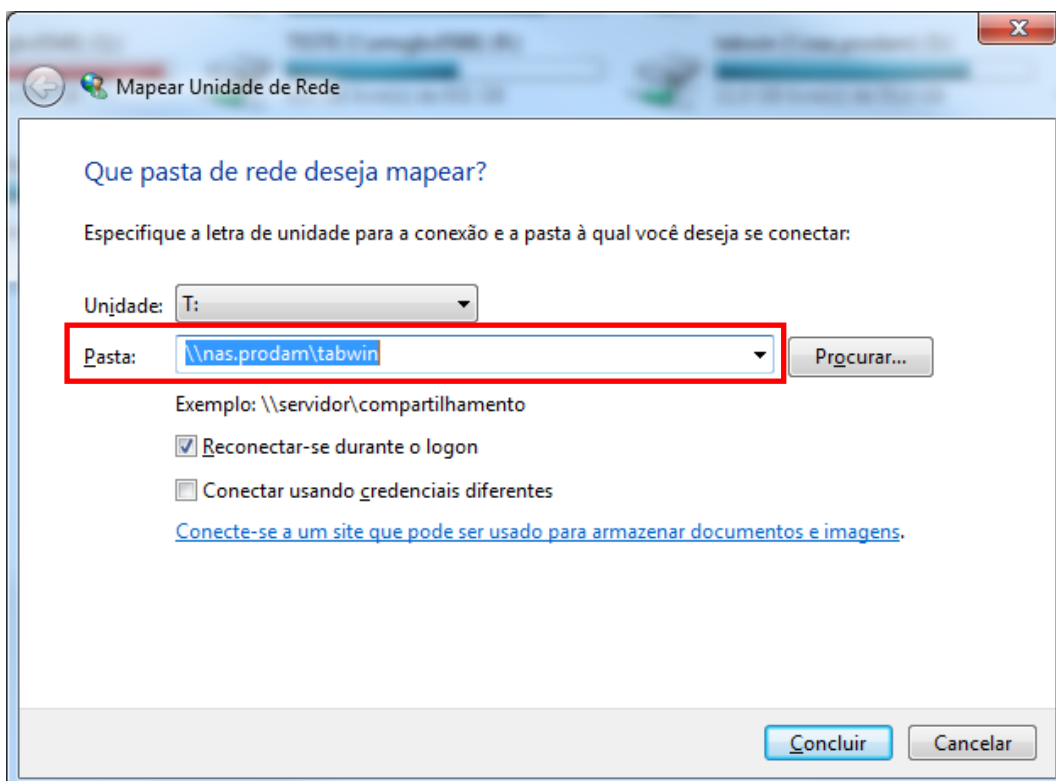 Mapear Unidade de Rede
Que pasta de rede deseja mapear?
Especifique a letra de unidade para a conexão e a pasta à qual você deseja se conectar:
Unidade: T:
Pasta: \\nas.prodam\tabwin Procurar...
Exemplo: \\servidor\compartilhamento
Reconectar-se durante o logon
Conectar usando credenciais diferentes
Conecte-se a um site que pode ser usado para armazenar documentos e imagens.
Concluir Cancelar